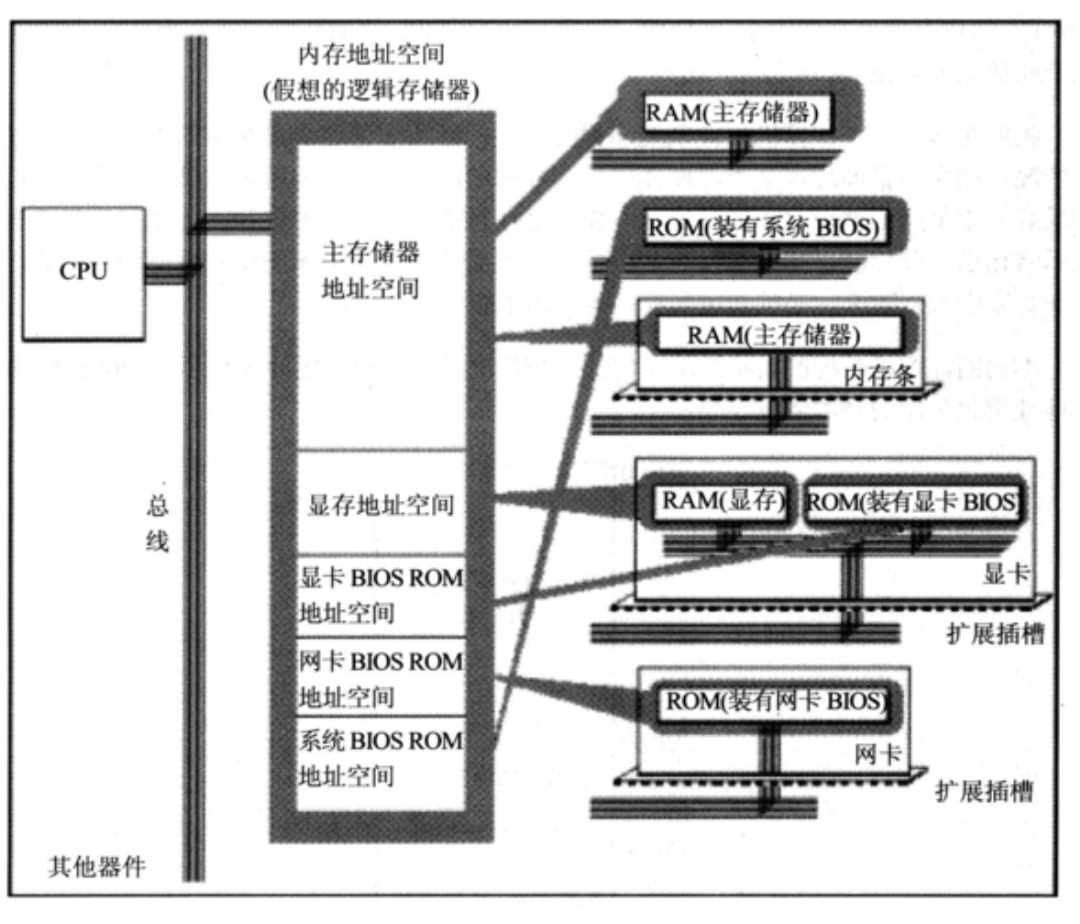 内存地址空间
(假想的逻辑存储器)
CPU
总
线
其他器件
主存储器
地址空间
显存地址空间
显卡 BIOS ROM
地址空间
网卡 BIOS ROM
地址空间
系统 BIOS ROM
地址空间
RAM(主存储器)
ROM(装有系统 BIOS)
RAM(主存储器)
内存条
RAM(显存)
ROM(装有显卡 BIOS)
显卡
扩展插槽
ROM(装有网卡 BIOS)
网卡
扩展插槽